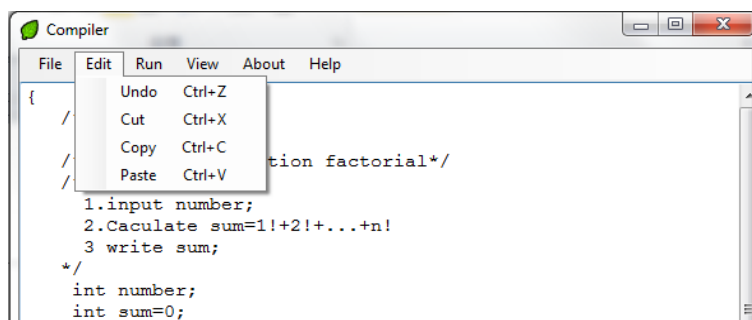 Compiler
File Edit Run View About Help
{
Undo Ctrl+Z
/
Cut Ctrl+X
Copy Ctrl+C
/ tion factorial*/
Paste Ctrl+V
/
1.input number;
2.Caculate sum=1!+2!+...+n!
3 write sum;
*/
int number;
int sum=0;